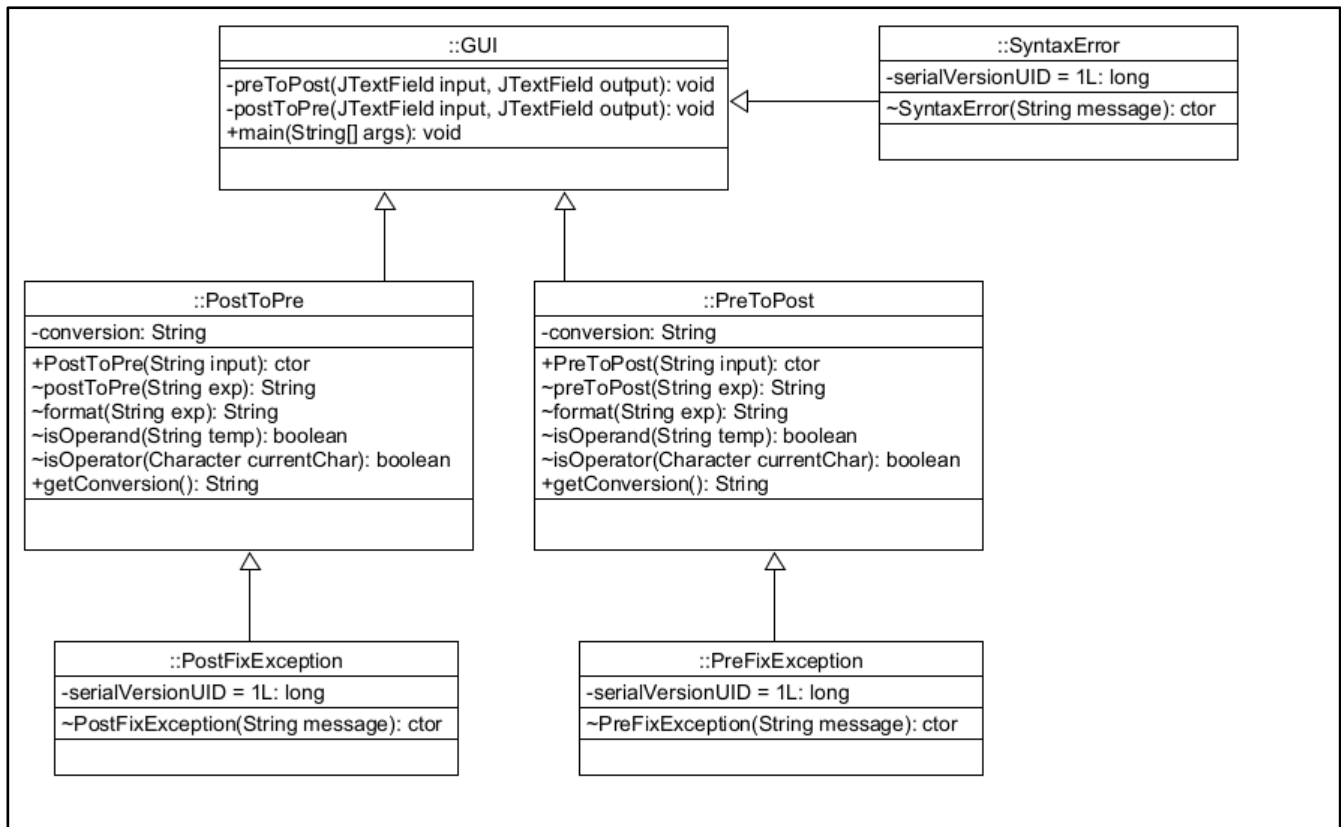 ::GUI
-preToPost(JTextField input, JTextField output): void
-postToPre(JTextField input, JTextField output): void
+main(String[] args): void
::SyntaxError
-serialVersionUID = 1L: long
~SyntaxError(String message): ctor
::PostToPre
-conversion: String
+PostToPre(String input): ctor
~postToPre(String exp): String
~format(String exp): String
~isOperand(String temp): boolean
~isOperator(Character currentChar): boolean
+getConversion(): String
::PreToPost
-conversion: String
+PreToPost(String input): ctor
~preToPost(String exp): String
~format(String exp): String
~isOperand(String temp): boolean
~isOperator(Character currentChar): boolean
+getConversion(): String
::PostFixException
-serialVersionUID = 1L: long
~PostFixException(String message): ctor
::PreFixException
-serialVersionUID = 1L: long
~PreFixException(String message): ctor